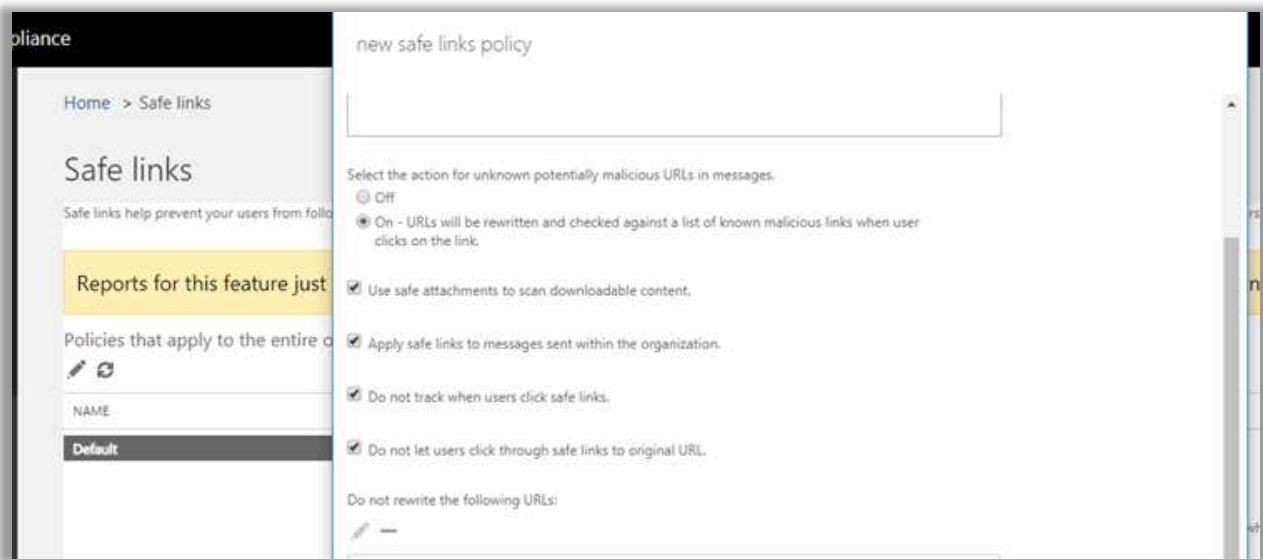 pliance
Home > Safe links
Safe links
Safe links help prevent your users from follo
Reports for this feature just
Policies that apply to the entire o
NAME
Default
new safe links policy
Select the action for unknown potentially malicious URLs in messages.
Off
On - URLs will be rewritten and checked against a list of known malicious links when user
clicks on the link.
Use safe attachments to scan downloadable content.
Apply safe links to messages sent within the organization.
Do not track when users click safe links.
Do not let users click through safe links to original URL.
Do not rewrite the following URLs: